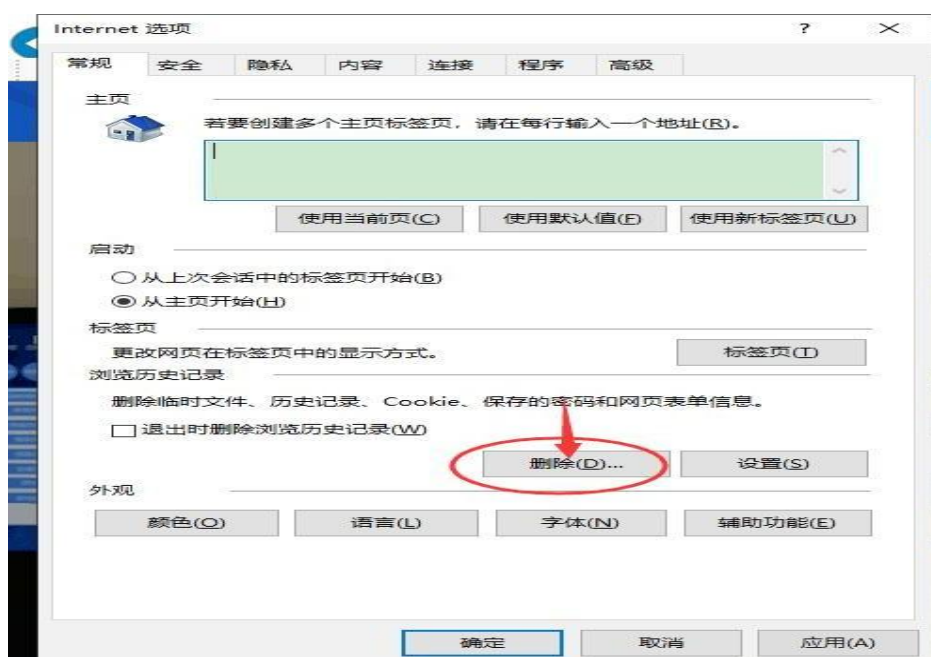 Internet 选项 ?
常规 安全 隐私 内容 连接 程序 高级
主页
若要创建多个主页标签页，请在每行输入一个地址(R)。
使用当前页(C) 使用默认值(F) 使用新标签页(U)
启动
从上次会话中的标签页开始(B)
从主页开始(H)
标签页
更改网页在标签页中的显示方式。 标签页(T)
浏览历史记录
删除临时文件、历史记录、Cookie、保存的密码和网页表单信息。
退出时删除浏览历史记录(W)
删除(D)... 设置(S)
外观
颜色(O) 语言(L) 字体(N) 辅助功能(E)
确定 取消 应用(A)